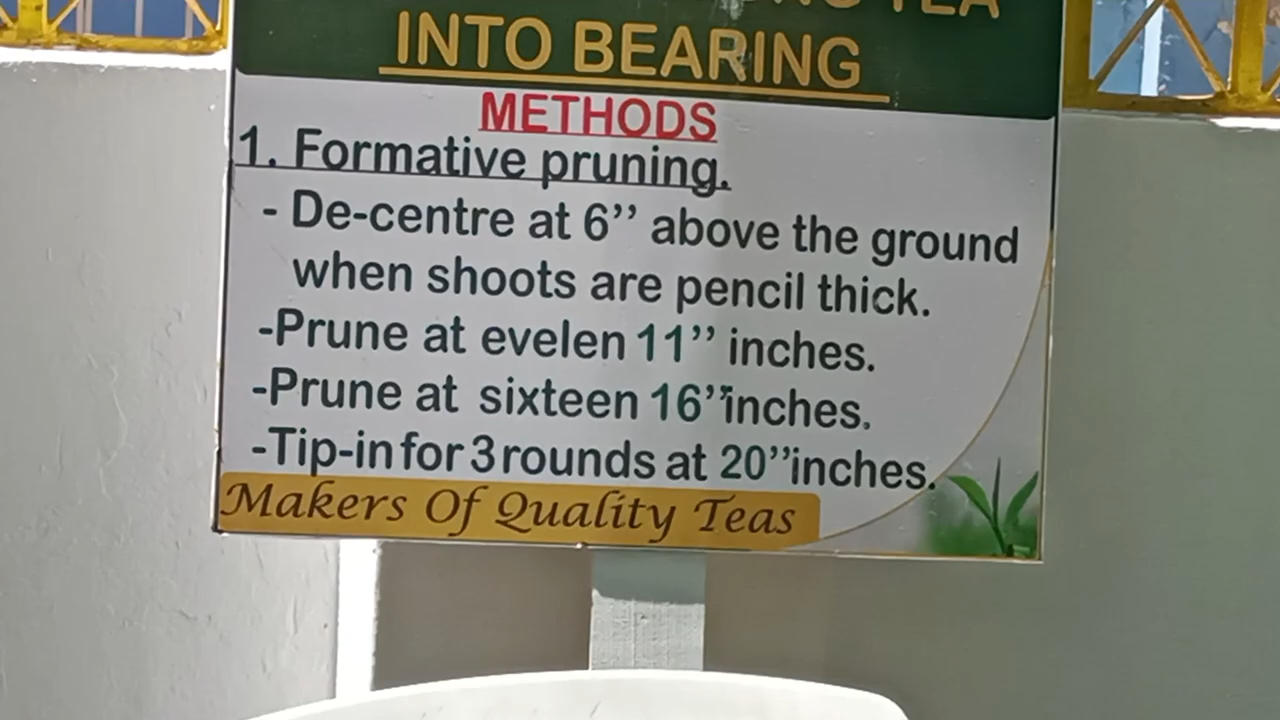 TEA
INTO BEARING
METHODS
1. Formative pruning.
- De-centre at 6’’ above the ground
when shoots are pencil thick.
-Prune at evelen 11’’ inches.
-Prune at sixteen 16’’inches.
-Tip-in for 3 rounds at 20’’inches.
Makers Of Quality Teas